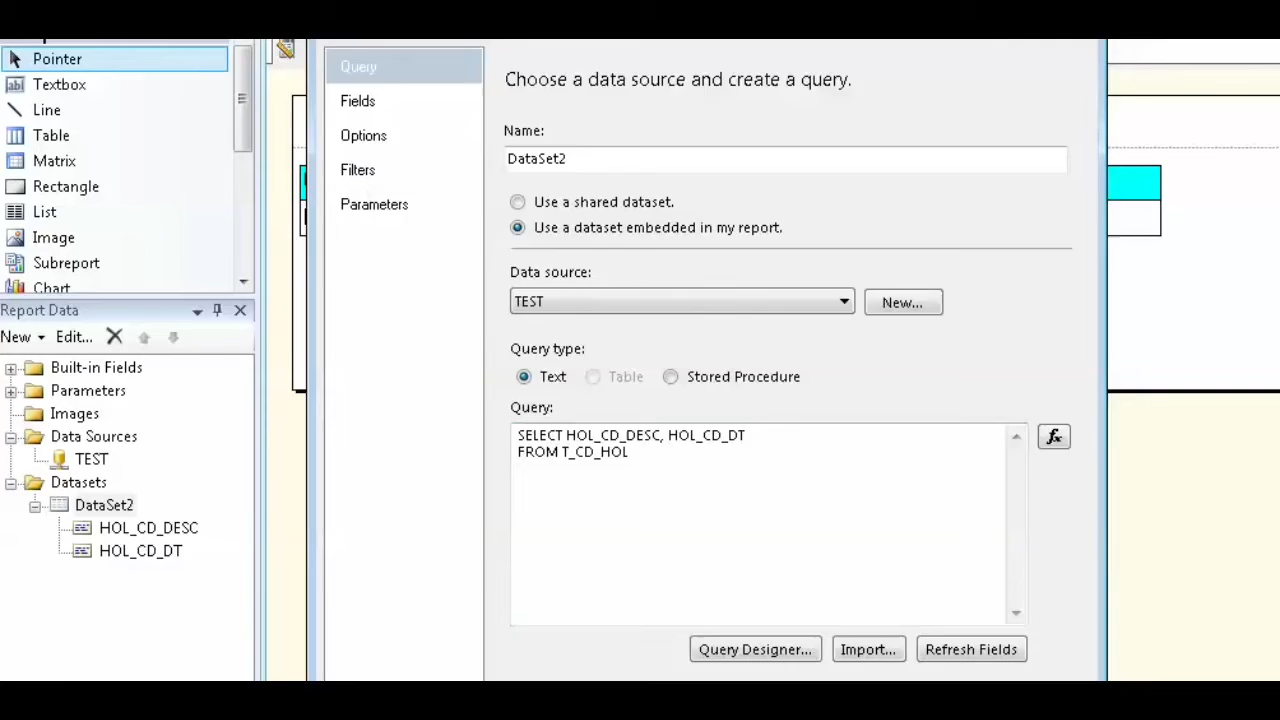 Pointer
Textbox
Line
Table
Matrix
Rectangle
List
Image
Subreport
Chart
Report Data
New
Edit...
Built-in Fields
Parameters
Images
Data Sources
TEST
Datasets
DataSet2
HOL_CD_DESC
HOL_CD_DT
Query
Fields
Options
Filters
Parameters
Choose a data source and create a query.
Name:
DataSet2
Use a shared dataset.
Use a dataset embedded in my report.
Data source:
TEST
New...
Query type:
Text
Table
Stored Procedure
Query:
SELECT HOL_CD_DESC, HOL_CD_DT
FROM T_CD_HOL
fx
Query Designer...
Import...
Refresh Fields